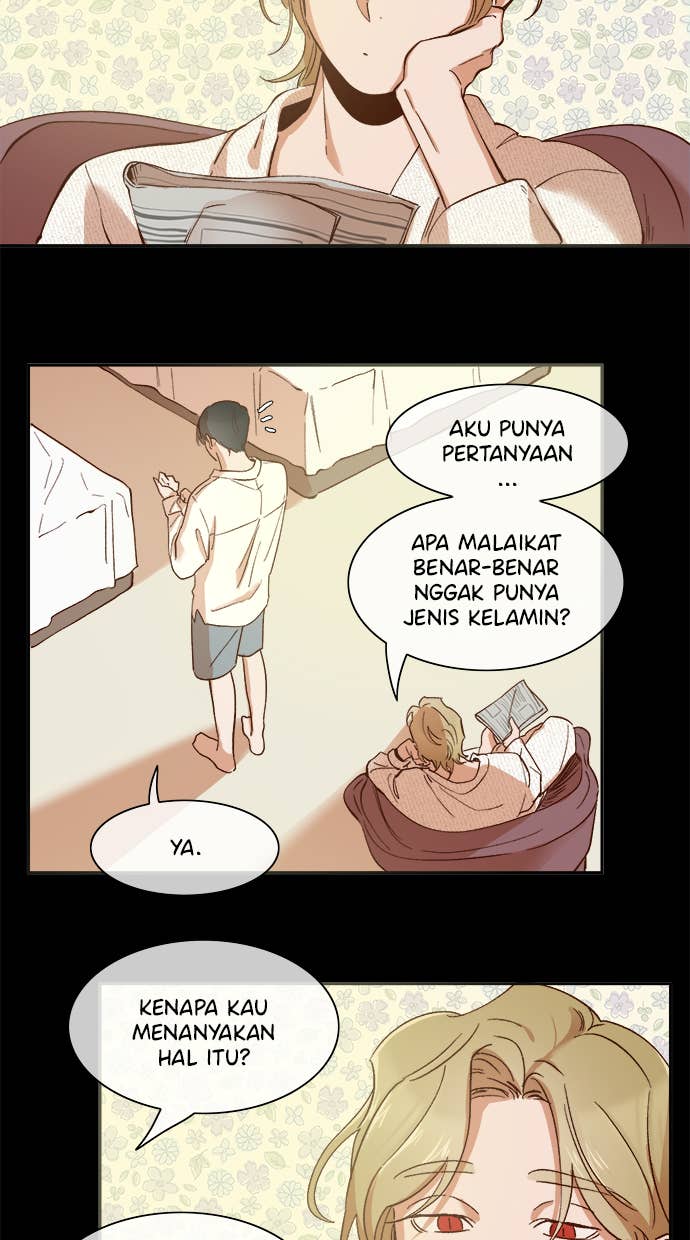 AKU PUNYA
PERTANYAAN
...
APA MALAIKAT
BENAR-BENAR
NGGAK PUNYA
JENIS KELAMIN?
YA.
KENAPA KAU
MENANYAKAN
HAL ITU?